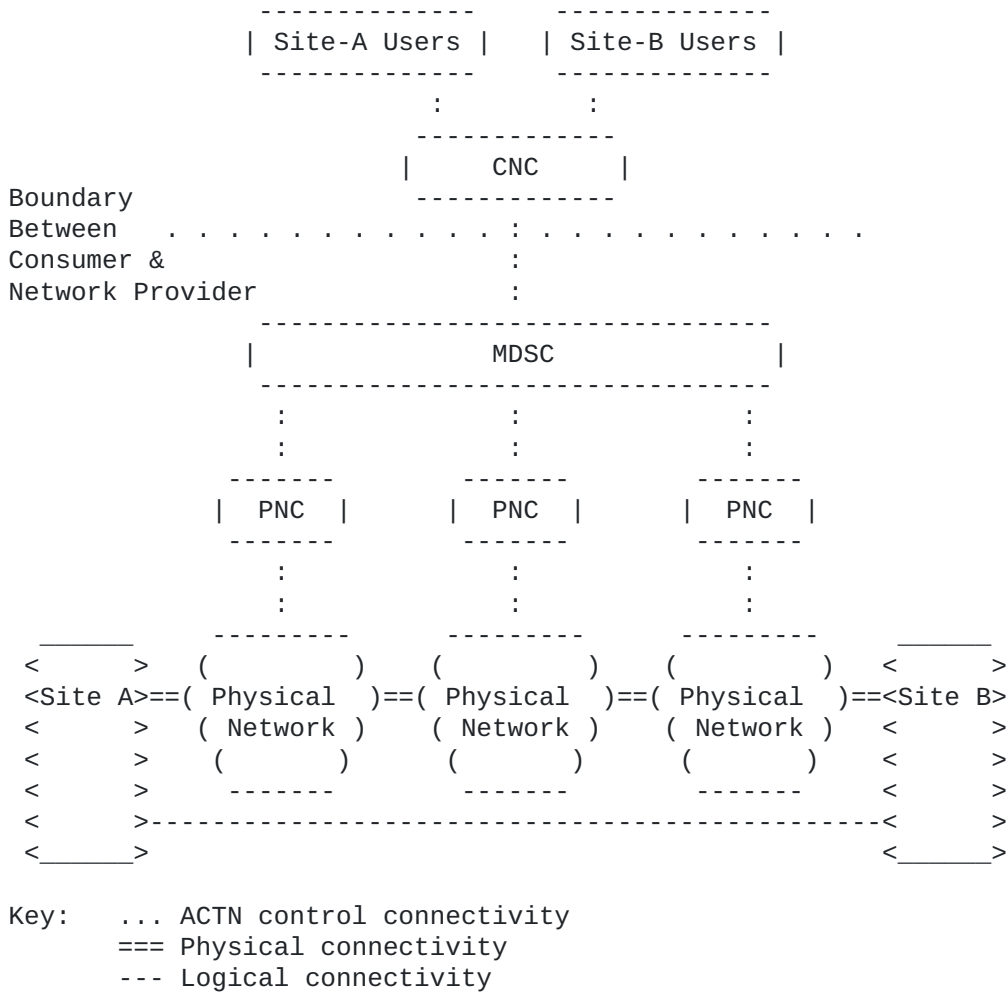 Site-A Users | | Site-B Users
CNC
Boundary
Between
Consumer &
Network Provider
MDSC
PNC | | PNC | | PNC
<Site A>==( Physical )==( Physical )==( Physical )==<Site B>
( Network ) ( Network ) ( Network )
Key: ... ACTN control connectivity
=== Physical connectivity
--- Logical connectivity